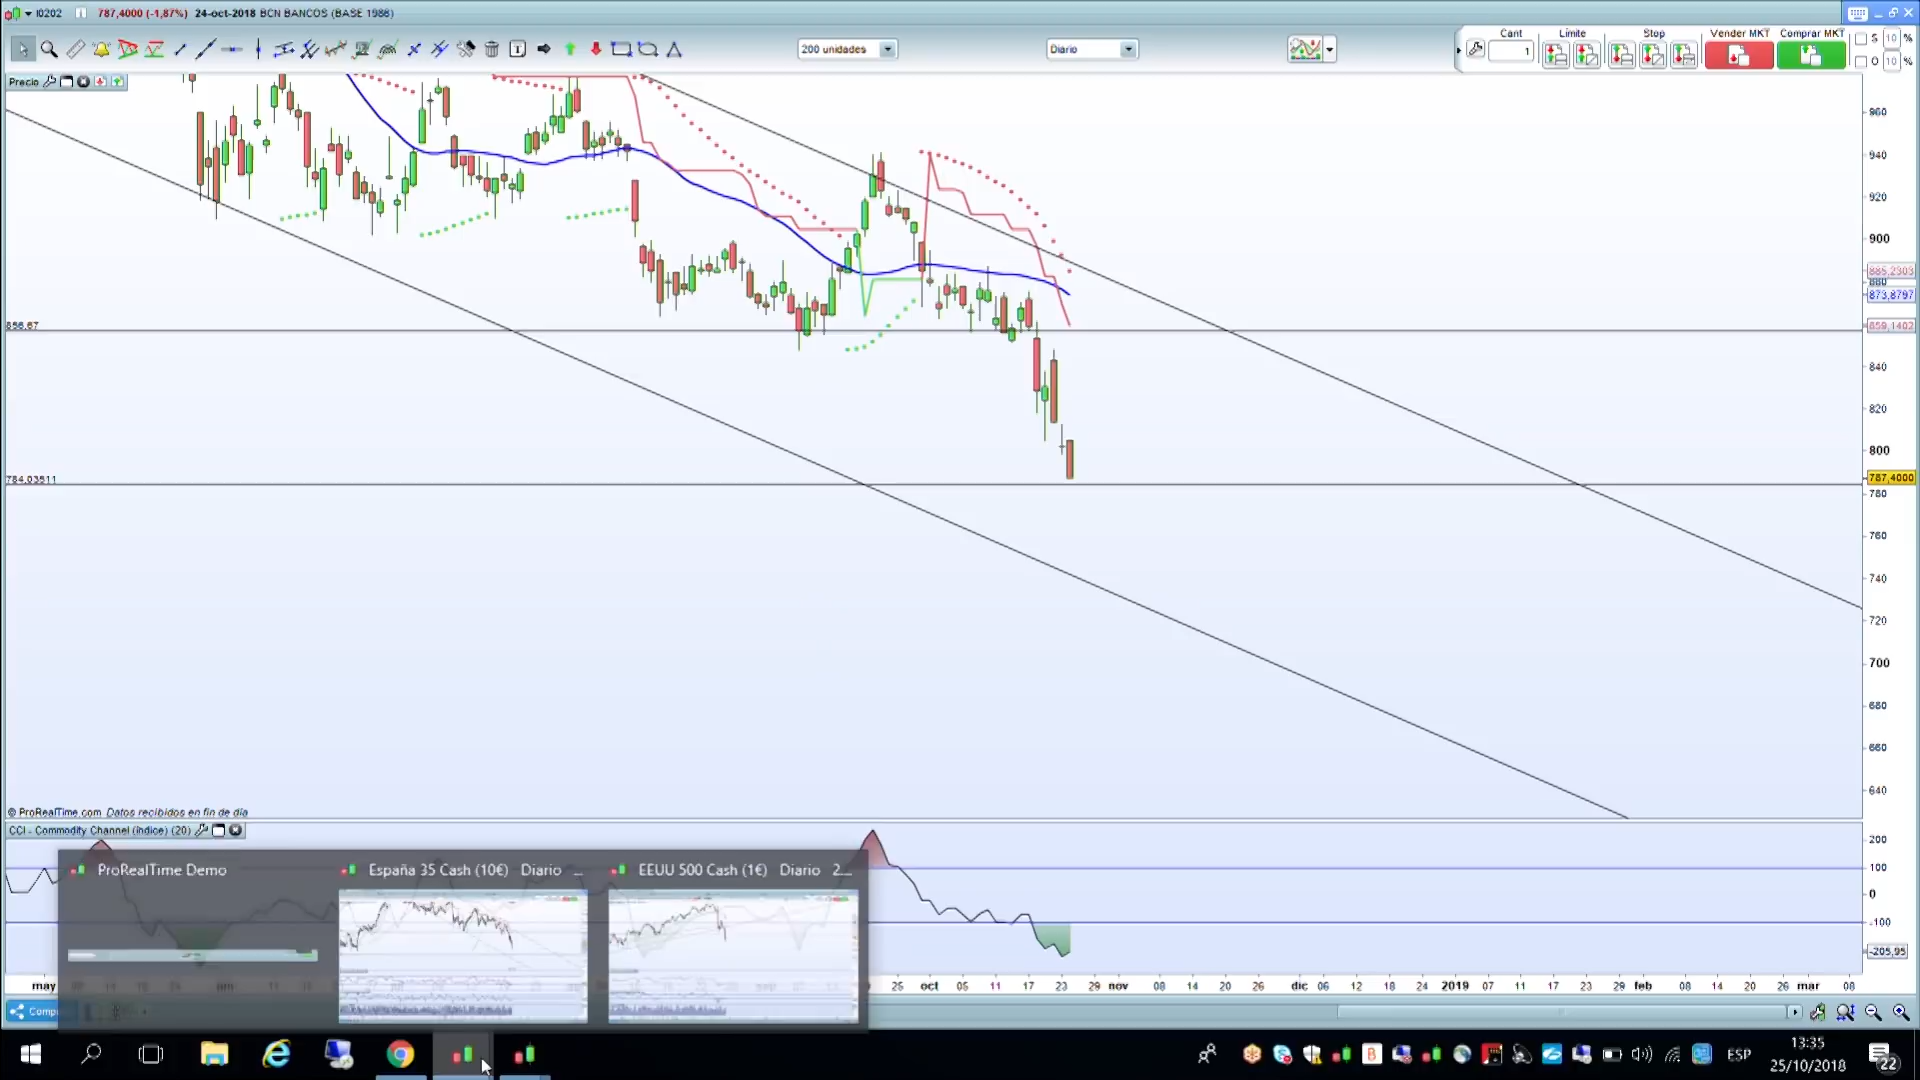 I0202 787,4000 (-1,87%) 24-oct-2018 BCN BANCOS (BASE 1986)
200 unidades
Diario
Cant
Límite
Stop
Vender MKT
Comprar MKT
1
S 10 %
O 10 %
Precio
960
940
920
900
885,2303
880
873,8797
859,1402
840
820
800
787,4000
780
760
740
720
700
680
660
640
856.67
784.03511
© ProRealTime.com Datos recibidos en fin de día
CCI - Commodity Channel (índice) (20)
200
100
0
-100
-205,95
ProRealTime Demo
España 35 Cash (10€) Diario ...
EEUU 500 Cash (1€) Diario 2...
may
25 oct 05 11 17 23 29 nov 08 14 20 26 dic 06 12 18 24 2019 07 11 17 23 29 feb 08 14 20 26 mar 08
ESP
13:35
25/10/2018
22